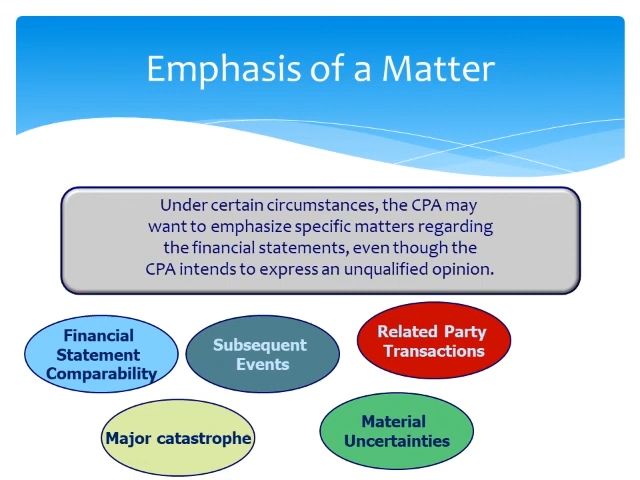 Emphasis of a Matter
Under certain circumstances, the CPA may
want to emphasize specific matters regarding
the financial statements, even though the
CPA intends to express an unqualified opinion.
Financial
Statement
Comparability
Subsequent
Events
Related Party
Transactions
Major catastrophe
Material
Uncertainties